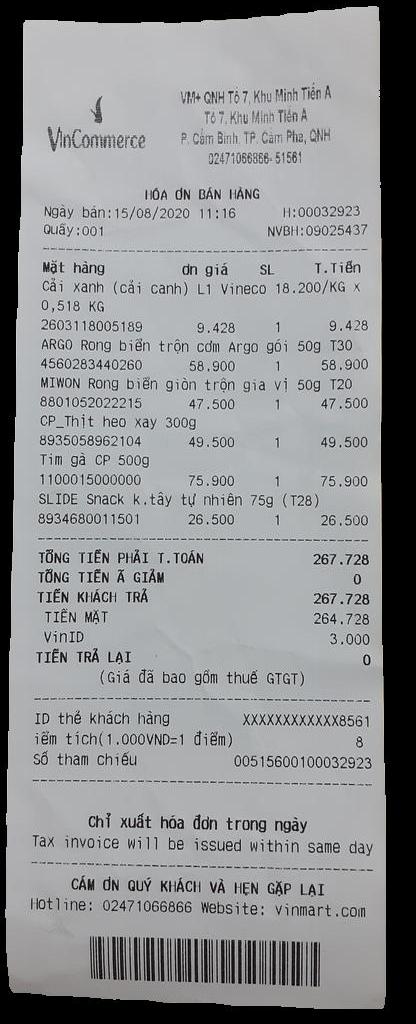 VinCommerce
VM+ QNH Tổ 7, Khu Minh Tiến A
Tổ 7, Khu Minh Tiến A
P. Cẩm Bình, TP. Cẩm Phả, QNH
02471066866-51561
HÓA ĐN BÁN HÀNG
Ngày bán:15/08/2020 11:16 H:00032923
Quầy:001 NVBH:09025437
Mặt hàng đn giá SL T.Tiền
Cải xanh (cải canh) L1 Vineco 18.200/KG x
0,518 KG
2603118005189 9.428 1 9.428
ARGO Rong biển trộn cơm Argo gói 50g T30
4560283440260 58.900 1 58.900
MIWON Rong biển giòn trộn gia vị 50g T20
8801052022215 47.500 1 47.500
CP_Thịt heo xay 300g
8935058962104 49.500 1 49.500
Tim gà CP 500g
1100015000000 75.900 1 75.900
SLIDE Snack k.tây tự nhiên 75g (T28)
8934680011501 26.500 1 26.500
TỔNG TIỀN PHẢI T.TOÁN 267.728
TỔNG TIỀN Ã GIẢM 0
TIỀN KHÁCH TRẢ 267.728
TIỀN MẶT 264.728
VinID 3.000
TIỀN TRẢ LẠI 0
(Giá đã bao gồm thuế GTGT)
ID thẻ khách hàng XXXXXXXXXXXX8561
iểm tích(1.000VND=1 điểm) 8
Số tham chiếu 00515600100032923
Chỉ xuất hóa đơn trong ngày
Tax invoice will be issued within same day
CẢM ƠN QUÝ KHÁCH VÀ HẸN GẶP LẠI
Hotline: 02471066866 Website: vinmart.com